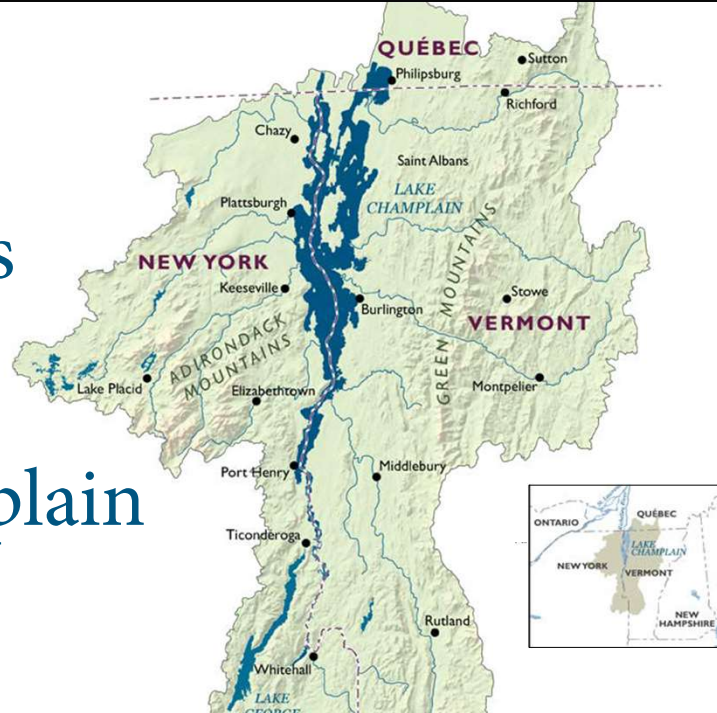 QUÉBEC
Sutton
Philipsburg
Richford
Chazy
Saint Albans
LAKE
CHAMPLAIN
Plattsburgh
s
NEW YORK
Keeseville
Stowe
Burlington
VERMONT
GREEN MOUNTAINS
ADIRONDACK
MOUNTAINS
Lake Placid
Elizabethtown
Montpelier
Port Henry
Middlebury
plain
Ticonderoga
QUÉBEC
ONTARIO
LAKE
CHAMPLAIN
NEW YORK
VERMONT
NEW
HAMPSHIRE
Rutland
Whitehall
LAKE
GEORGE